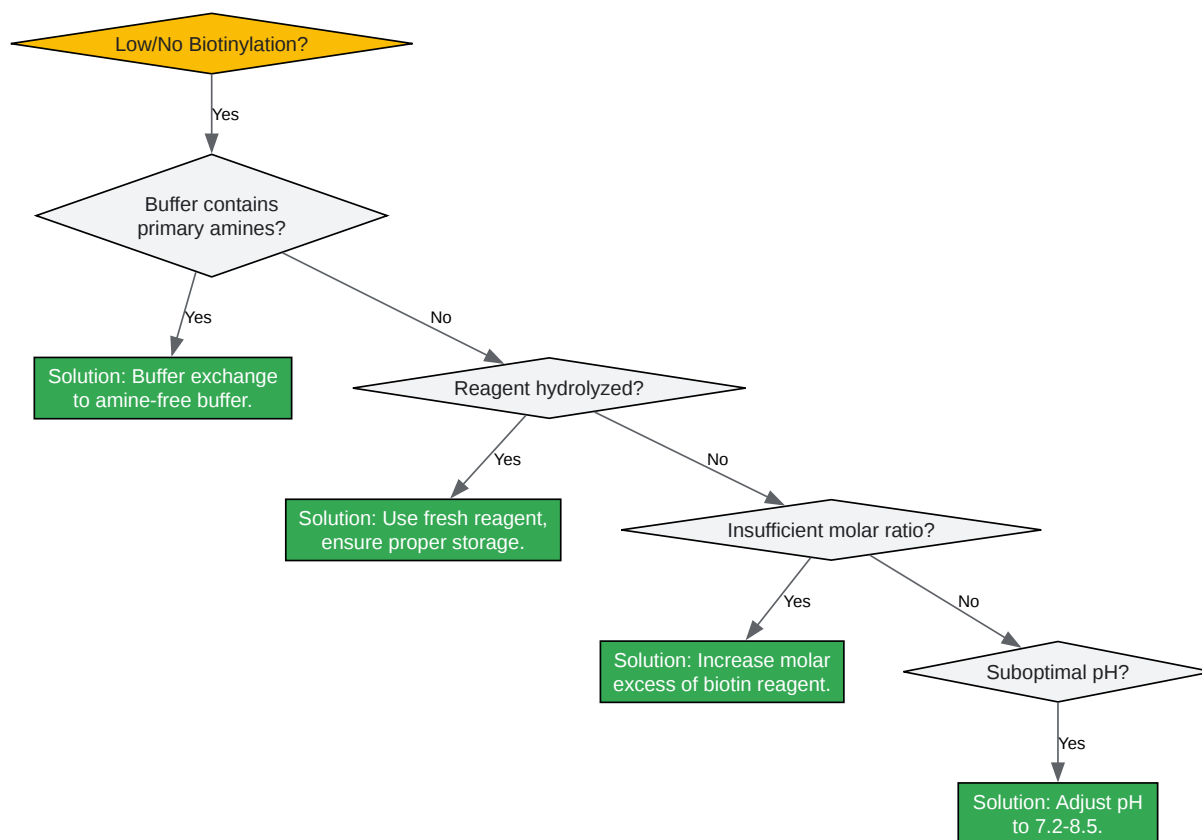 Low/No Biotinylation?
Yes
Buffer contains
primary amines?
Yes
No
Solution: Buffer exchange
to amine-free buffer.
Reagent hydrolyzed?
Yes
No
Solution: Use fresh reagent,
ensure proper storage.
Insufficient molar ratio?
Yes
No
Solution: Increase molar
excess of biotin reagent.
Suboptimal pH?
Yes
Solution: Adjust pH
to 7.2-8.5.